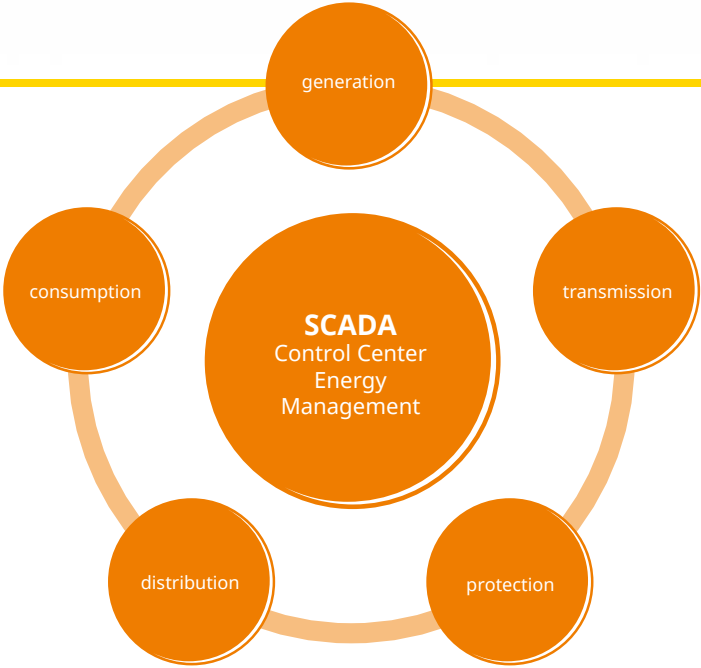 generation
consumption
transmission
SCADA
Control Center
Energy
Management
distribution
protection